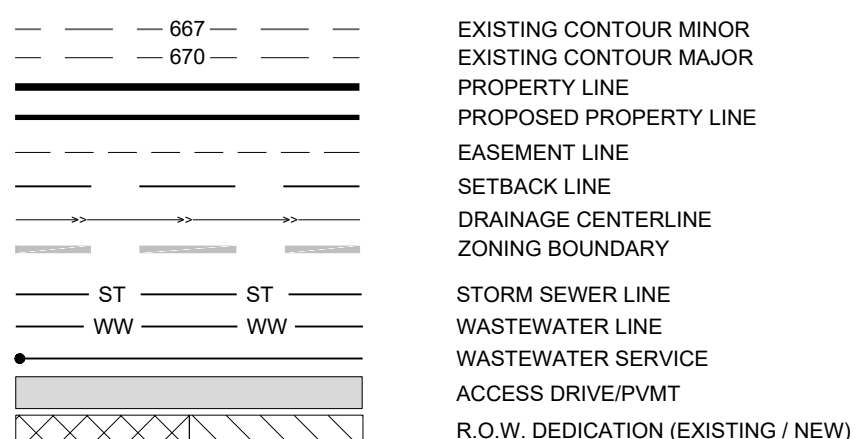 667 EXISTING CONTOUR MINOR
670 EXISTING CONTOUR MAJOR
PROPERTY LINE
PROPOSED PROPERTY LINE
EASEMENT LINE
SETBACK LINE
DRAINAGE CENTERLINE
ZONING BOUNDARY
ST ST STORM SEWER LINE
WW WW WASTEWATER LINE
WASTEWATER SERVICE
ACCESS DRIVE/PVMT
R.O.W. DEDICATION (EXISTING / NEW)